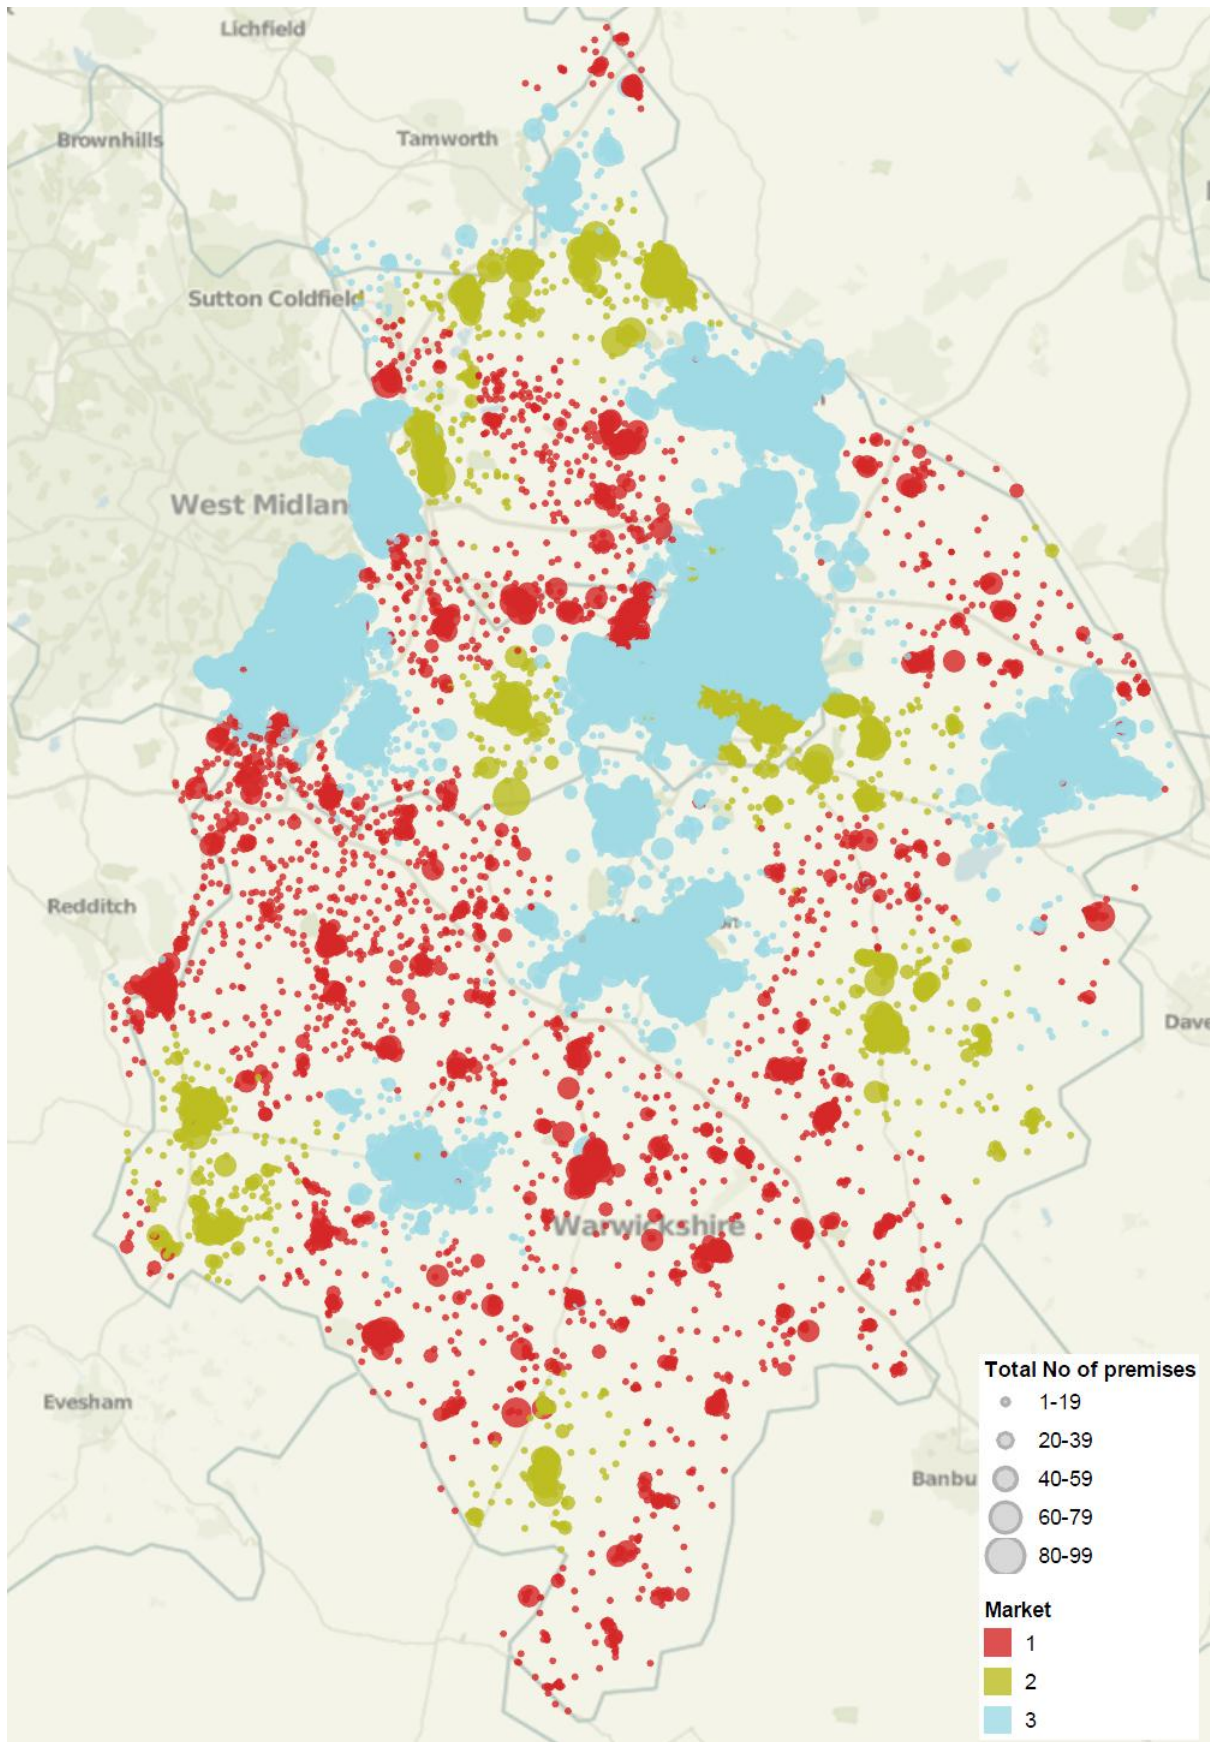 Lichfield
Brownhills
Tamworth
Sutton Coldfield
West Midlan
Redditch
Dave
Warwickshire
Evesham
Banbu
Total No of premises
1-19
20-39
40-59
60-79
80-99
Market
1
2
3